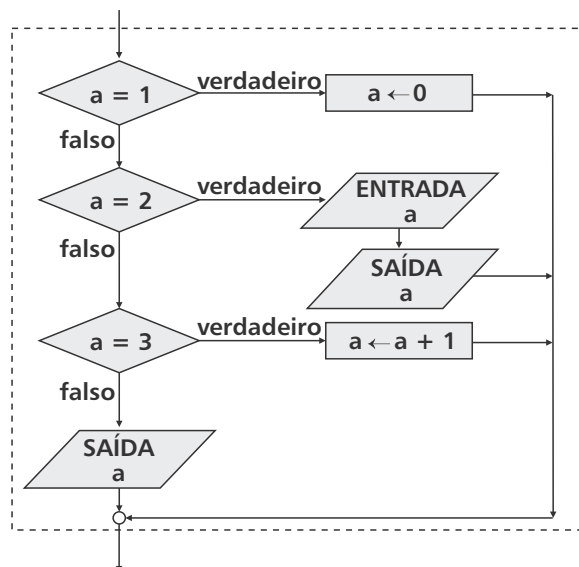 a = 1
verdadeiro
a ← 0
falso
a = 2
verdadeiro
ENTRADA
a
falso
SAÍDA
a
a = 3
verdadeiro
a ← a + 1
falso
SAÍDA
a